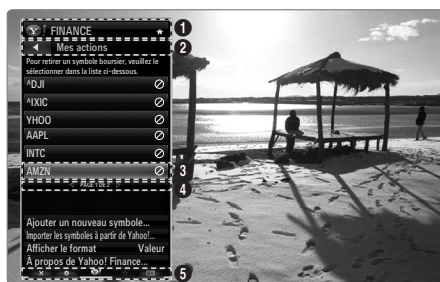 FINANCE
1
Mes actions
2
Pour retirer un symbole boursier, veuillez le
sélectionner dans la liste ci-dessous.
^DJI
^IXIC
YHOO
AAPL
INTC
AMZN
3
PAGE 1 DE 2
4
Ajouter un nouveau symbole...
Importer les symboles à partir de Yahoo!...
Afficher le format Valeur
À propos de Yahoo! Finance...
5